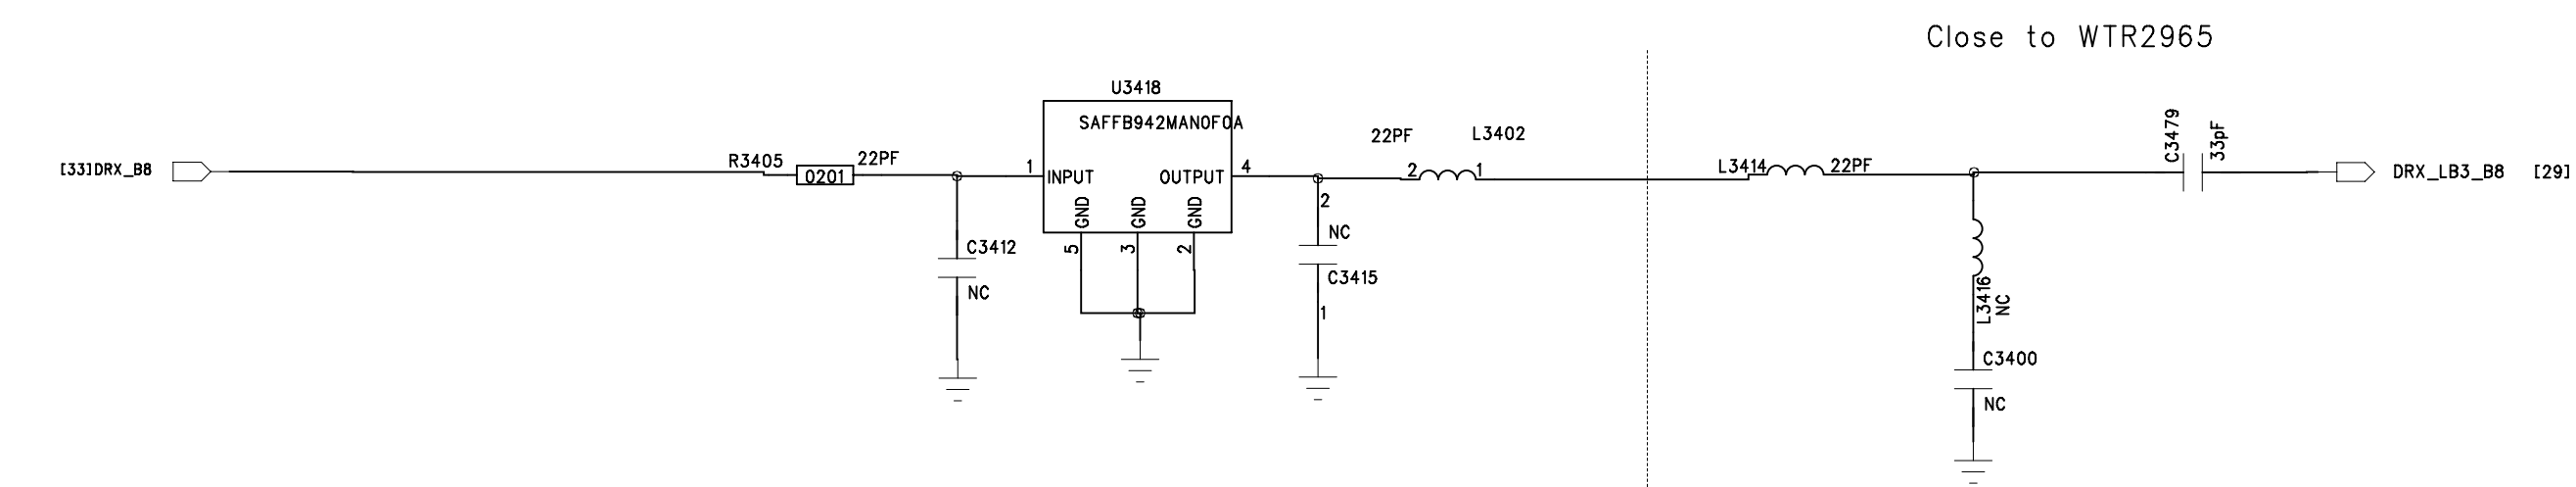 Close to WTR2965
U3418
SAFFB942MAN0F0A
[33]DRX_B8
R3405
0201
22PF
1
INPUT
OUTPUT
4
GND
GND
GND
5
3
2
C3412
NC
22PF
L3402
2
1
2
NC
C3415
1
L3414
22PF
C3479
33pF
DRX_LB3_B8 [29]
L3416
NC
C3400
NC